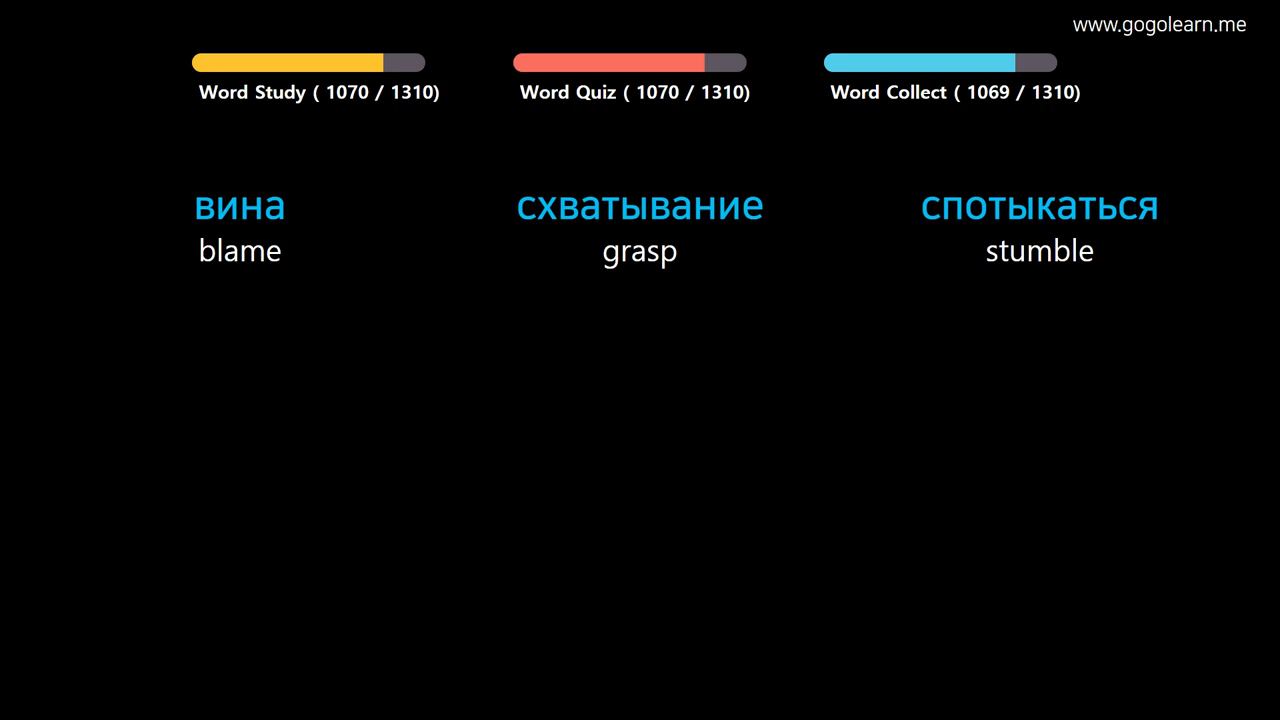 www.gogolearn.me
Word Study ( 1070 / 1310)
Word Quiz ( 1070 / 1310)
Word Collect ( 1069 / 1310)
вина
blame
схватывание
grasp
спотыкаться
stumble